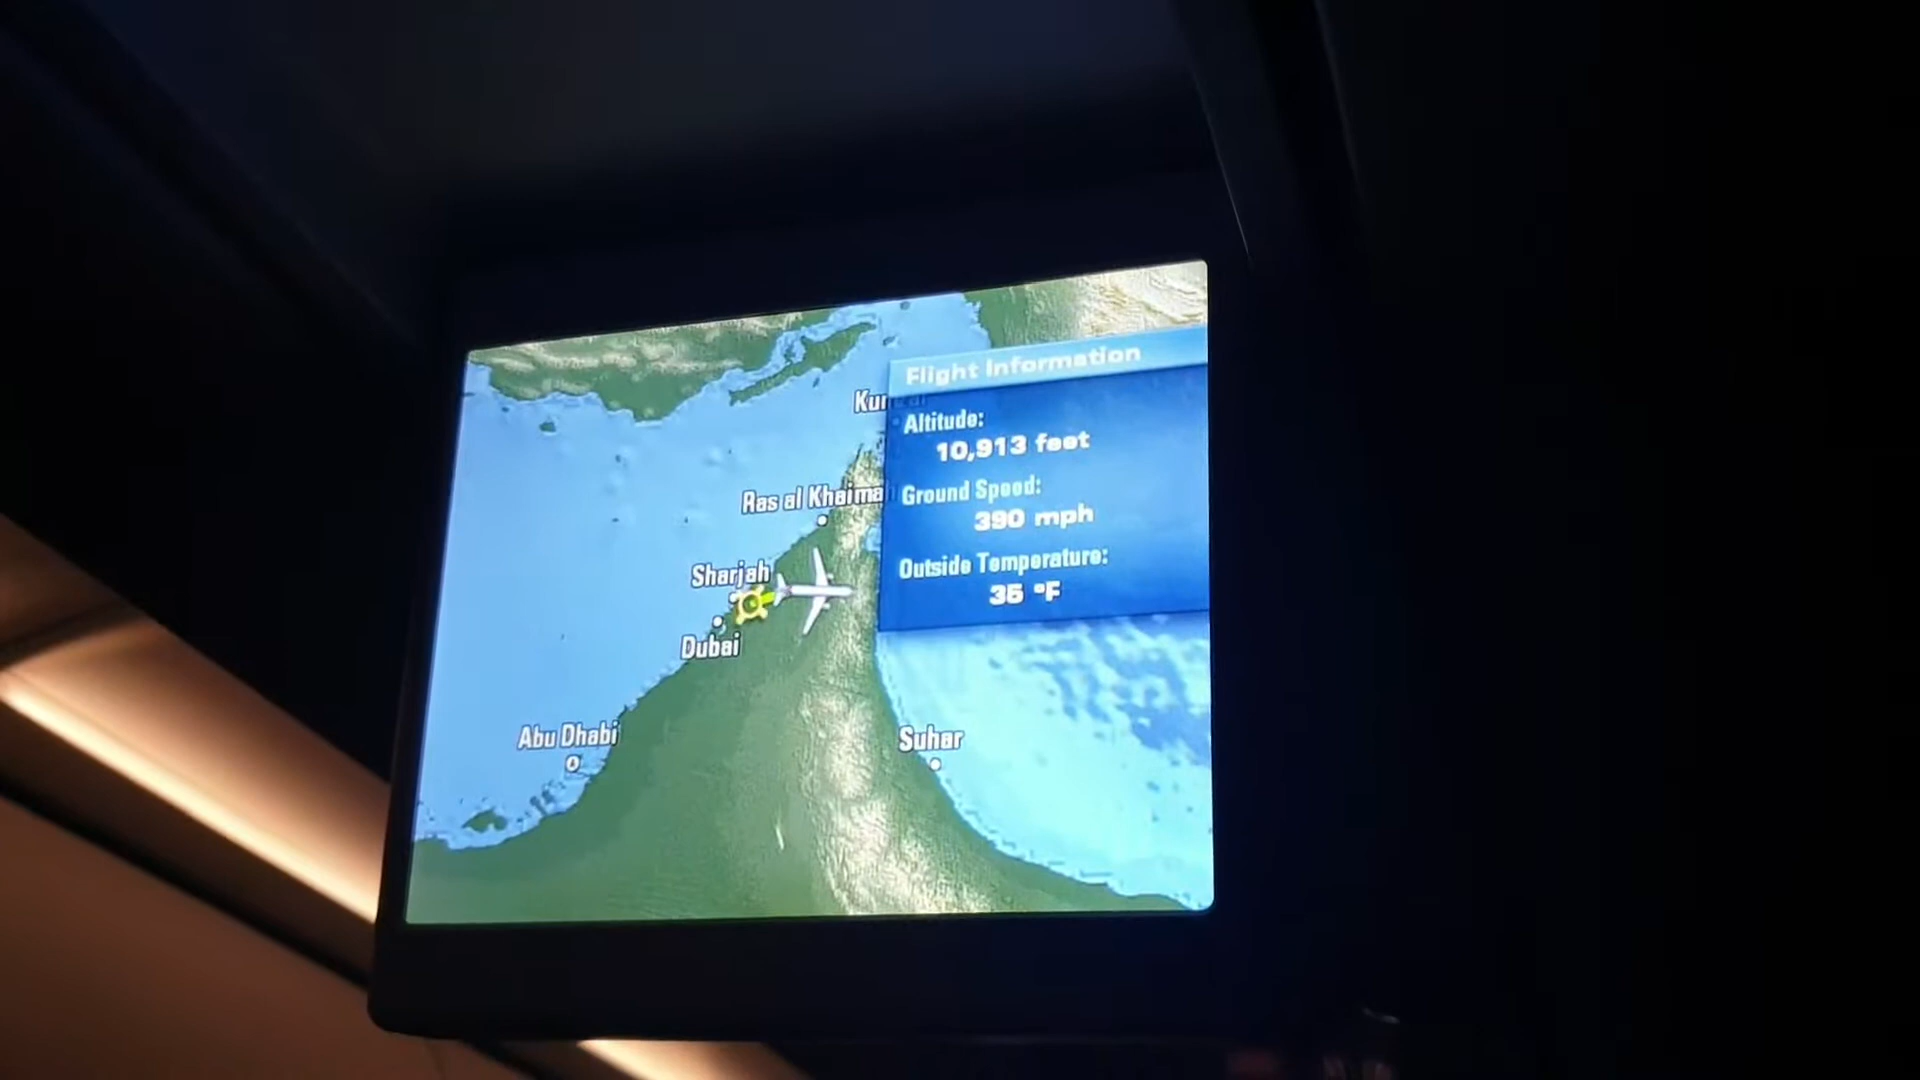 Flight Information
Altitude:
10,913 feet
Ground Speed:
390 mph
Outside Temperature:
35 °F
Ras al Khaimah
Sharjah
Dubai
Abu Dhabi
Suhar